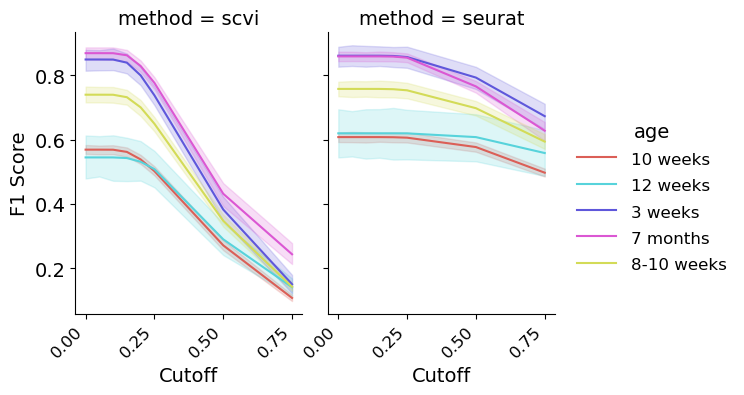 method = scvi
method = seurat
F1 Score
0.8
0.6
0.4
0.2
0.00
0.25
0.50
0.75
Cutoff
0.00
0.25
0.50
0.75
Cutoff
age
10 weeks
12 weeks
3 weeks
7 months
8-10 weeks